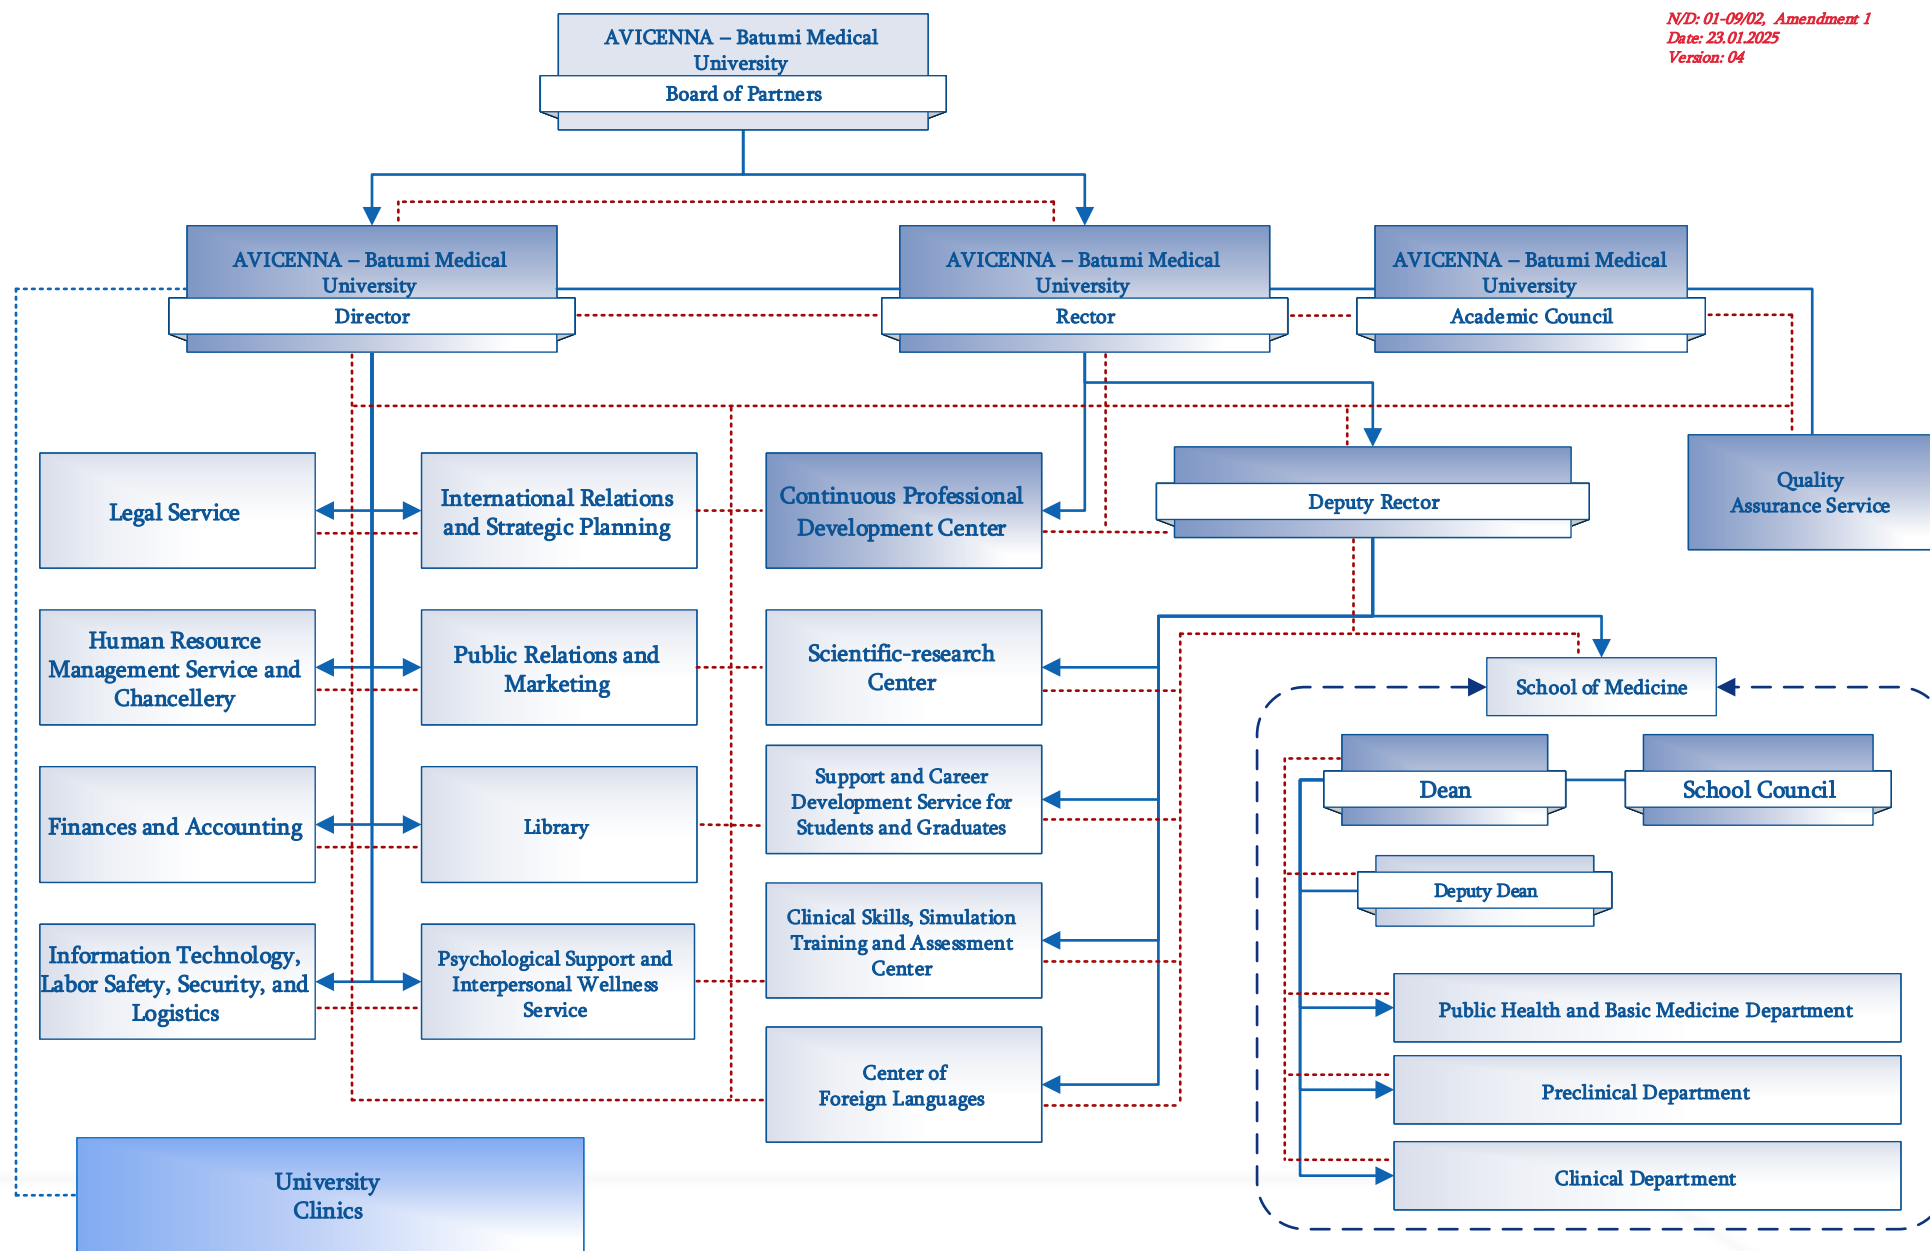 N/D: 01-09/02, Amendment 1
Date: 23.01.2025
Version: 04
AVICENNA – Batumi Medical
University
Board of Partners
AVICENNA – Batumi Medical
University
Director
AVICENNA – Batumi Medical
University
Rector
AVICENNA – Batumi Medical
University
Academic Council
Legal Service
International Relations
and Strategic Planning
Continuous Professional
Development Center
Deputy Rector
Quality
Assurance Service
Human Resource
Management Service and
Chancellery
Public Relations and
Marketing
Scientific-research
Center
School of Medicine
Finances and Accounting
Library
Support and Career
Development Service for
Students and Graduates
Dean
School Council
Deputy Dean
Information Technology,
Labor Safety, Security, and
Logistics
Psychological Support and
Interpersonal Wellness
Service
Clinical Skills, Simulation
Training and Assessment
Center
Public Health and Basic Medicine Department
Center of
Foreign Languages
Preclinical Department
Clinical Department
University
Clinics